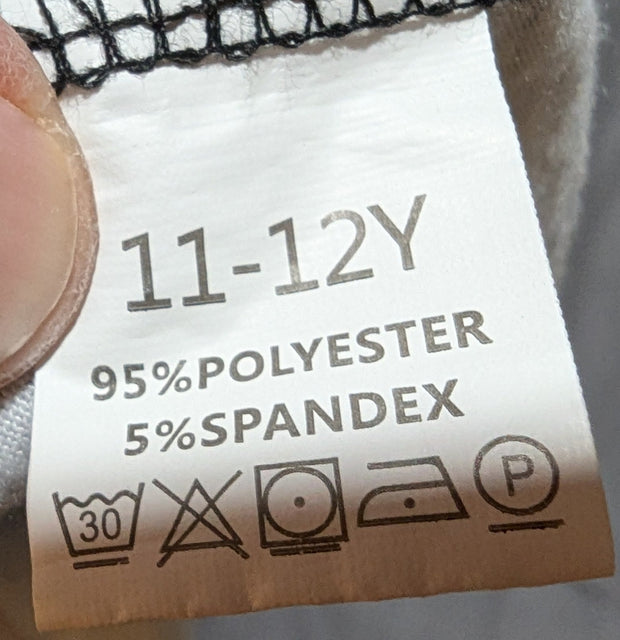 11-12Y
95%POLYESTER
5%SPANDEX
30 P